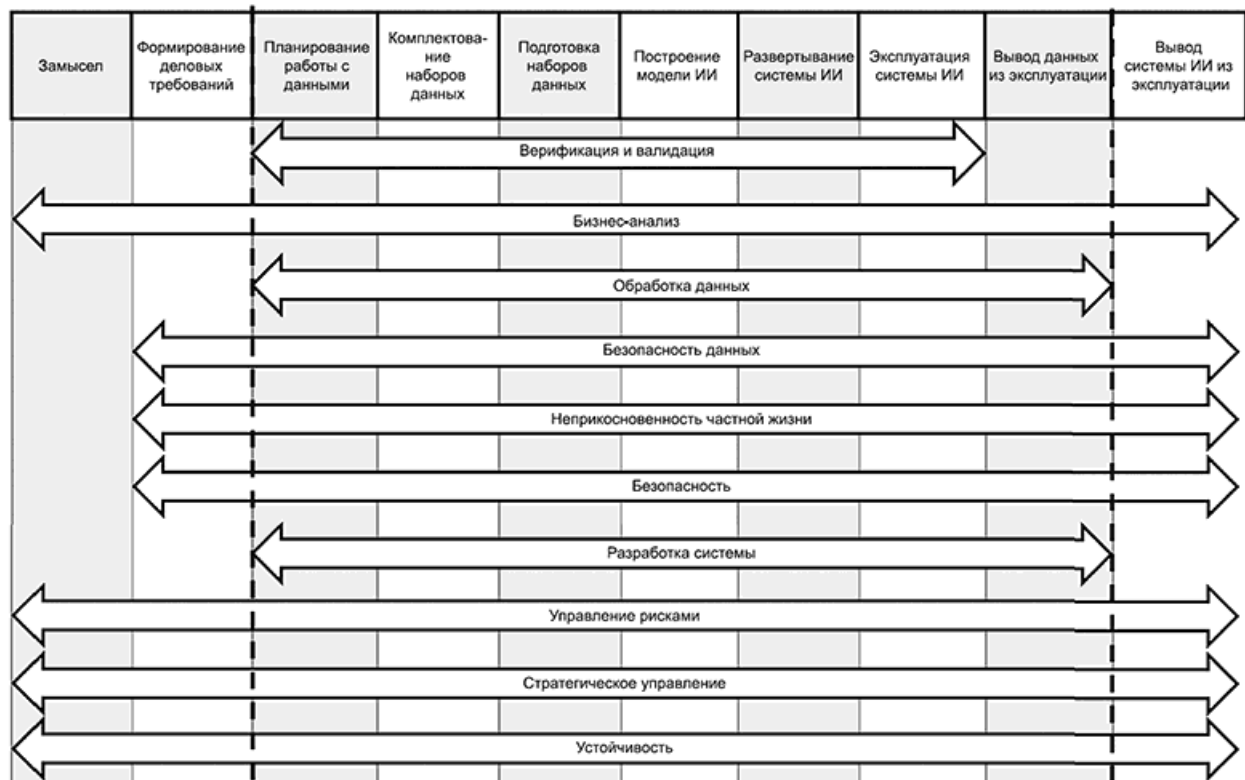 Замысел
Формирование
деловых
требований
Планирование
работы с
данными
Комплектова-
ние
наборов
данных
Подготовка
наборов
данных
Построение
модели ИИ
Развертывание
системы ИИ
Эксплуатация
системы ИИ
Вывод данных
из эксплуатации
Вывод
системы ИИ из
эксплуатации
Верификация и валидация
Бизнес-анализ
Обработка данных
Безопасность данных
Неприкосновенность частной жизни
Безопасность
Разработка системы
Управление рисками
Стратегическое управление
Устойчивость